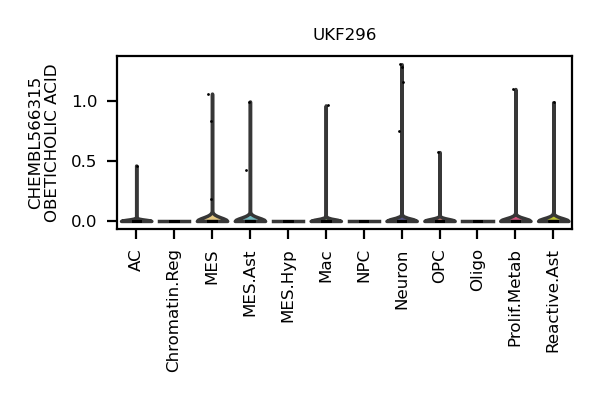 UKF296
CHEMBL566315
OBETICHOLIC ACID
1.0
0.5
0.0
AC
Chromatin.Reg
MES
MES.Ast
MES.Hyp
Mac
NPC
Neuron
OPC
Oligo
Prolif.Metab
Reactive.Ast